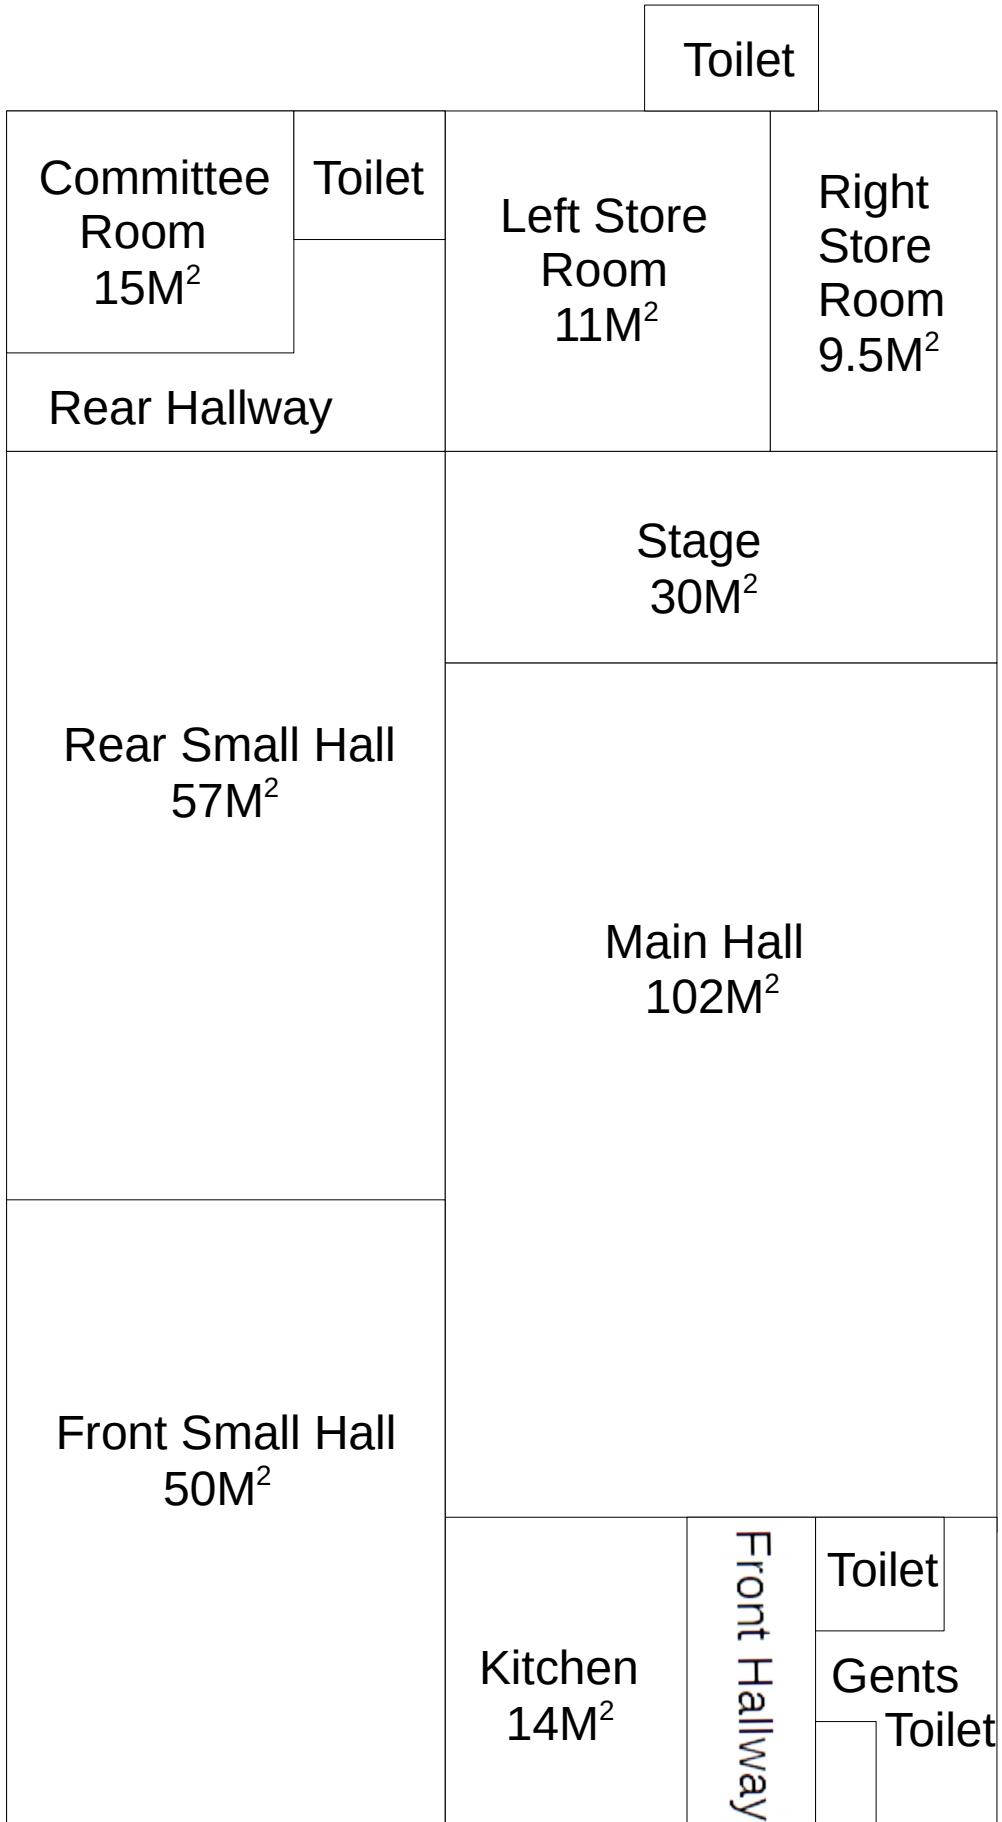 Toilet
Committee
Room
15M²
Toilet
Left Store
Room
11M²
Right
Store
Room
9.5M²
Rear Hallway
Stage
30M²
Rear Small Hall
57M²
Main Hall
102M²
Front Small Hall
50M²
Kitchen
14M²
Front Hallway
Toilet
Gents
Toilet